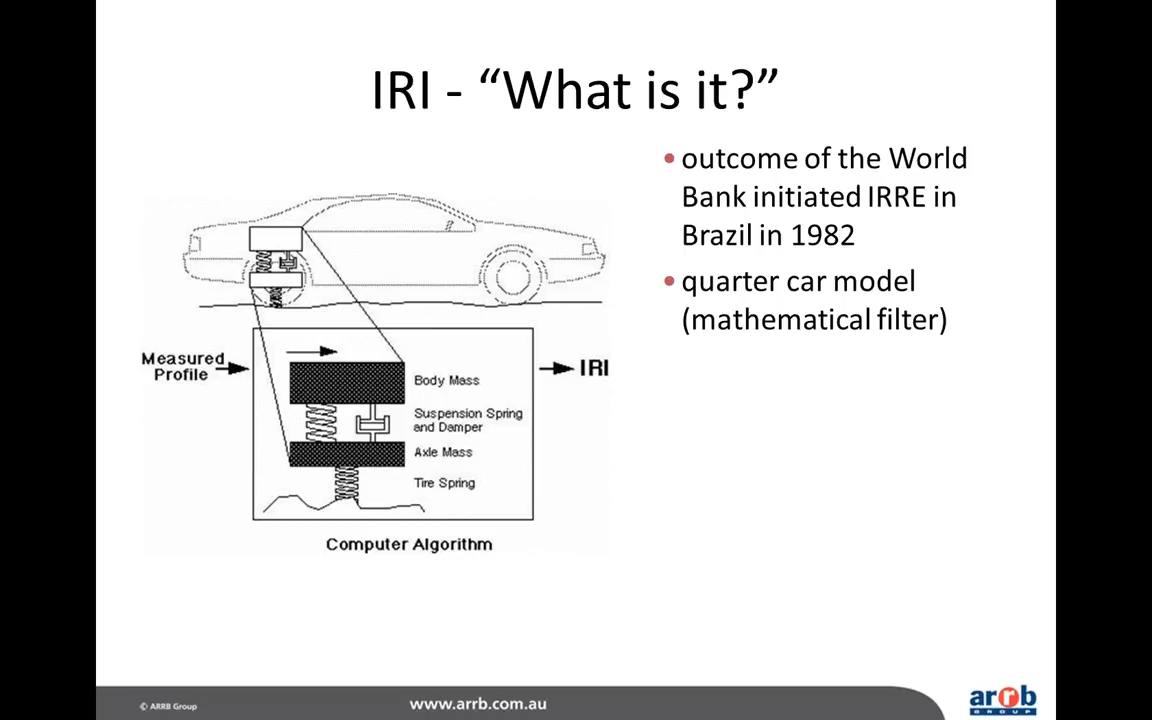 IRI - “What is it?”
• outcome of the World
Bank initiated IRRE in
Brazil in 1982
• quarter car model
(mathematical filter)
Measured
Profile
IRI
Body Mass
Suspension Spring
and Damper
Axle Mass
Tire Spring
Computer Algorithm
© ARRB Group
www.arrb.com.au
arrb
GROUP